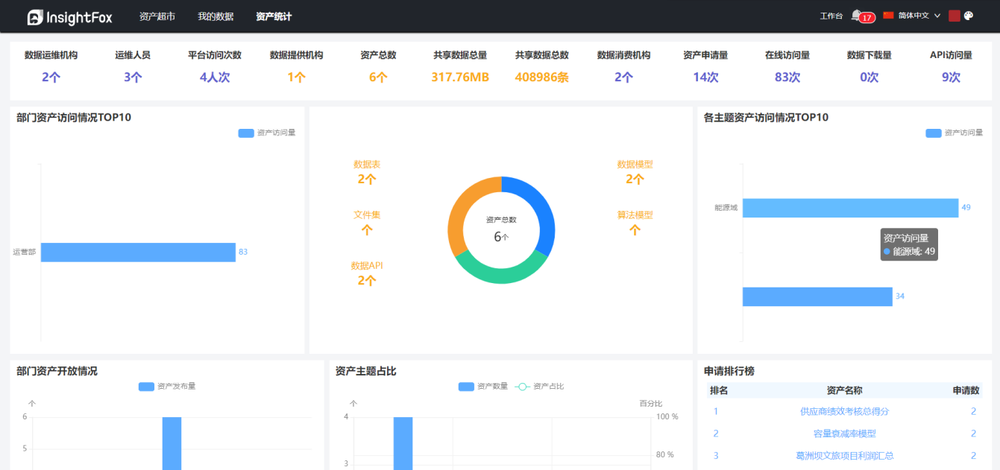 InsightFox 资产超市 我的数据 资产统计 工作台 17 简体中文
数据运维机构 运维人员 平台访问次数 数据提供机构 资产总数 共享数据总量 共享数据总数 数据消费机构 资产申请量 在线访问量 数据下载量 API访问量
2个 3个 4人次 1个 6个 317.76MB 408986条 2个 14次 83次 0次 9次
部门资产访问情况TOP10
资产访问量
运营部 83
数据表
2个
文件集
个
数据API
2个
资产总数
6个
数据模型
2个
算法模型
个
各主题资产访问情况TOP10
资产访问量
能源域 49
资产访问量
能源域: 49
34
部门资产开放情况
资产发布量
个
6
5
资产主题占比
资产数量 资产占比
个 百分比
4 100 %
80 %
3
申请排行榜
排名 资产名称 申请数
1 供应商绩效考核总得分 2
2 容量衰减率模型 2
3 葛洲坝文旅项目利润汇总 2